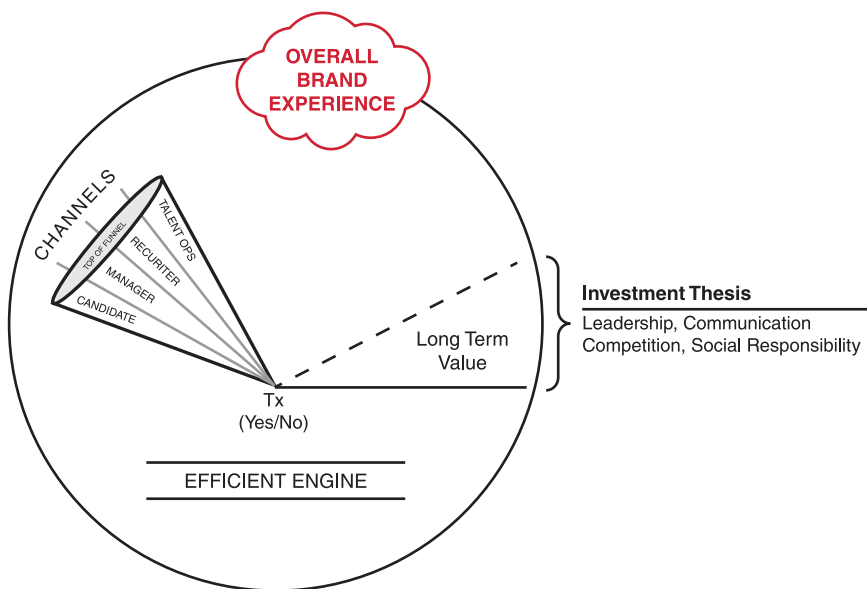 OVERALL
BRAND
EXPERIENCE
CHANNELS
TOP OF FUNNEL
TALENT OPS
RECURITER
MANAGER
CANDIDATE
Tx
(Yes/No)
Long Term
Value
EFFICIENT ENGINE
Investment Thesis
Leadership, Communication
Competition, Social Responsibility